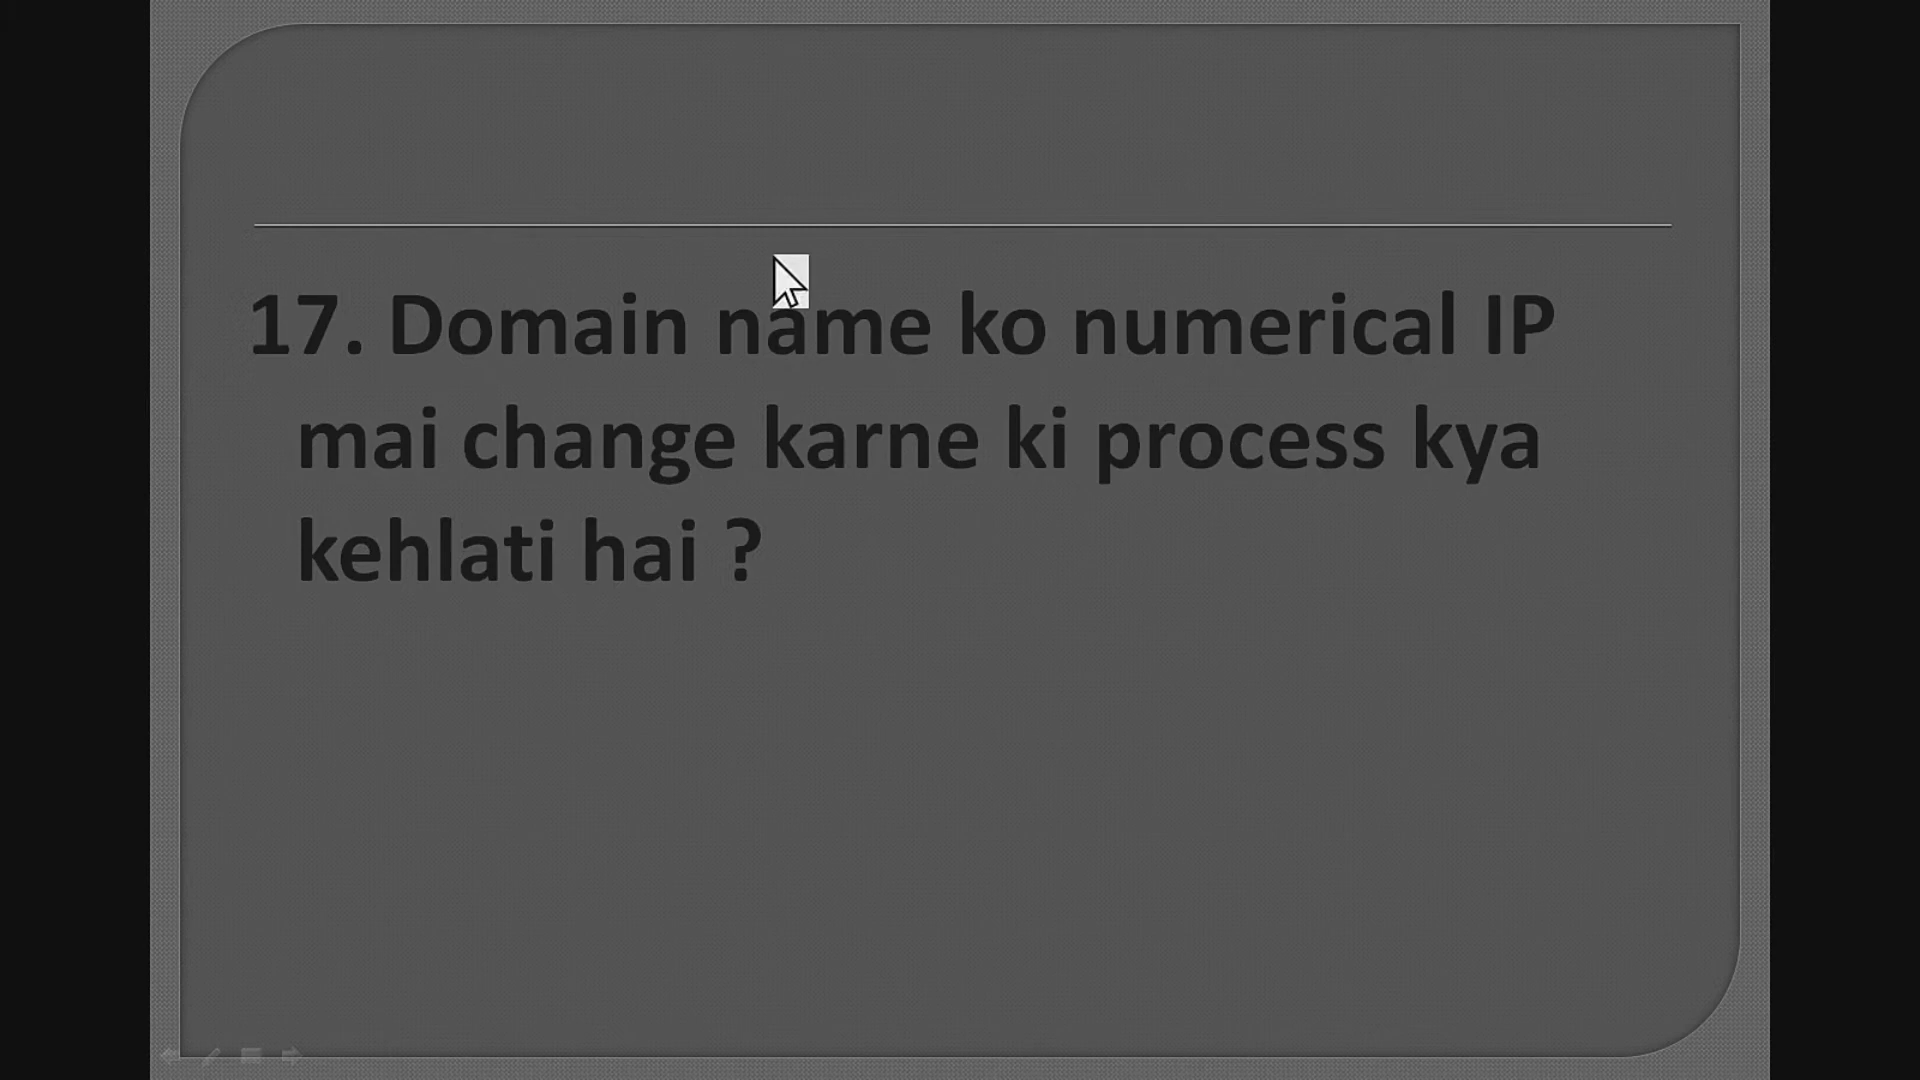 17. Domain name ko numerical IP
mai change karne ki process kya
kehlati hai ?